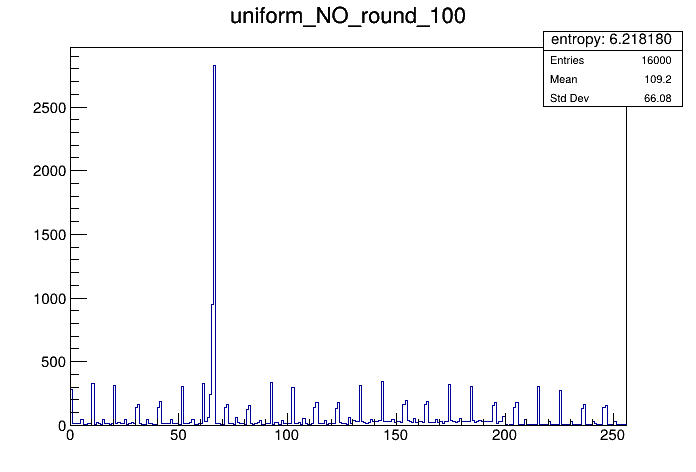 uniform_NO_round_100
entropy: 6.218180
Entries 16000
Mean 109.2
Std Dev 66.08
2500
2000
1500
1000
500
0
0 50 100 150 200 250